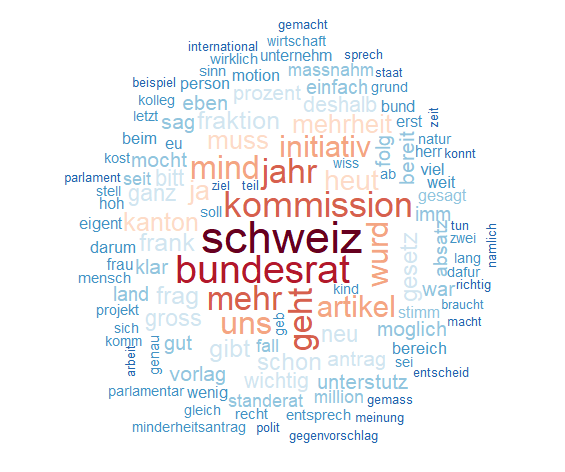 gemacht
international wirtschaft
wirklich unternehm sprech
sinn motion massnahm staat
beispiel person prozent einfach grund
kolleg eben deshalb bund
letzt sag fraktion mehrheit erst zeit
beim eu muss initiativ folg bereit natur
kost mocht mind jahr wiss herr konnt
parlament seit bitt ja heut ab viel
stell ganz ziel teil weit
hoh kanton soll kommission gesagt
eigent frank schweiz wurd imm absatz tun
darum klar zwei namlich
frau bundesrat gesetz lang
mensch land frag mehr kind war dafur richtig
projekt gross uns geb geht artikel stimm braucht
sich neu moglich macht
komm genau gut gibt fall antrag bereich
arbeit schon sei entscheid
vorlag wichtig unterstutz
parlamentar wenig standerat million gemass
gleich recht entsprech meinung
minderheitsantrag polit
gegenvorschlag